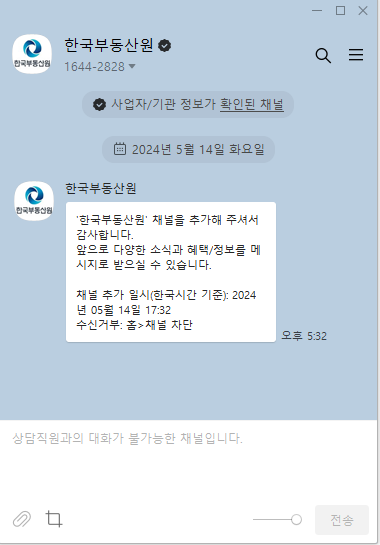 한국부동산원
한국부동산원
1644-2828
사업자/기관 정보가 확인된 채널
2024년 5월 14일 화요일
한국부동산원
한국부동산원
'한국부동산원' 채널을 추가해 주셔서
감사합니다.
앞으로 다양한 소식과 혜택/정보를 메
시지로 받으실 수 있습니다.
채널 추가 일시(한국시간 기준): 2024
년 05월 14일 17:32
수신거부: 홈>채널 차단
오후 5:32
상담직원과의 대화가 불가능한 채널입니다.
전송